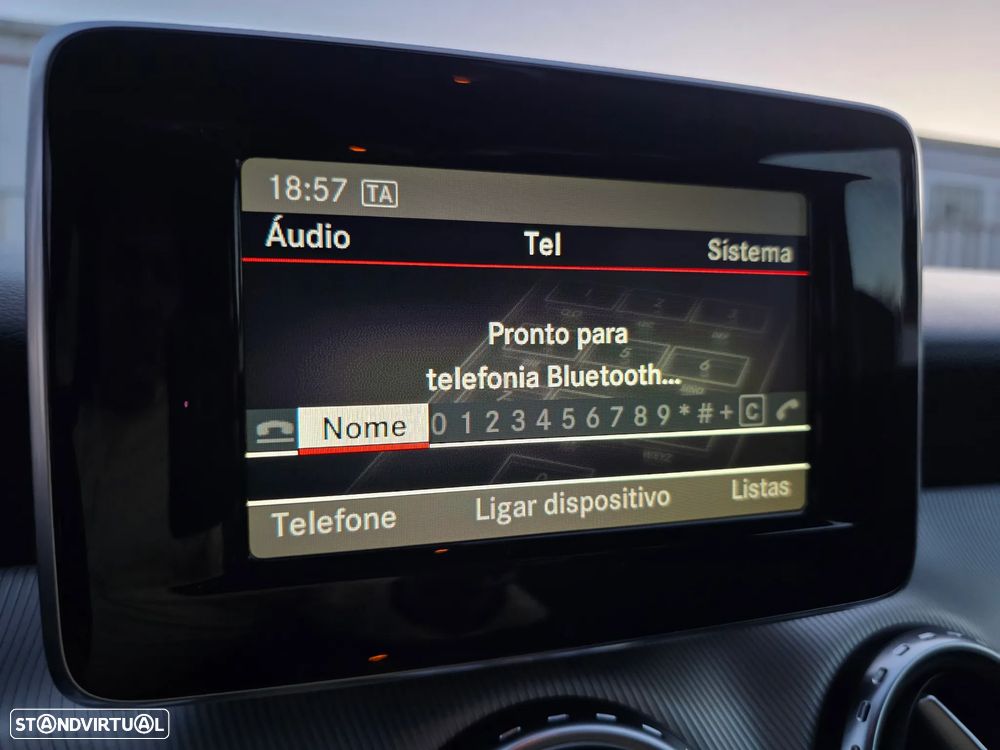 18:57 TA
Áudio Tel Sistema
Pronto para
telefonia Bluetooth...
Nome 0 1 2 3 4 5 6 7 8 9 * # + C
Telefone Ligar dispositivo Listas
STANDVIRTUAL